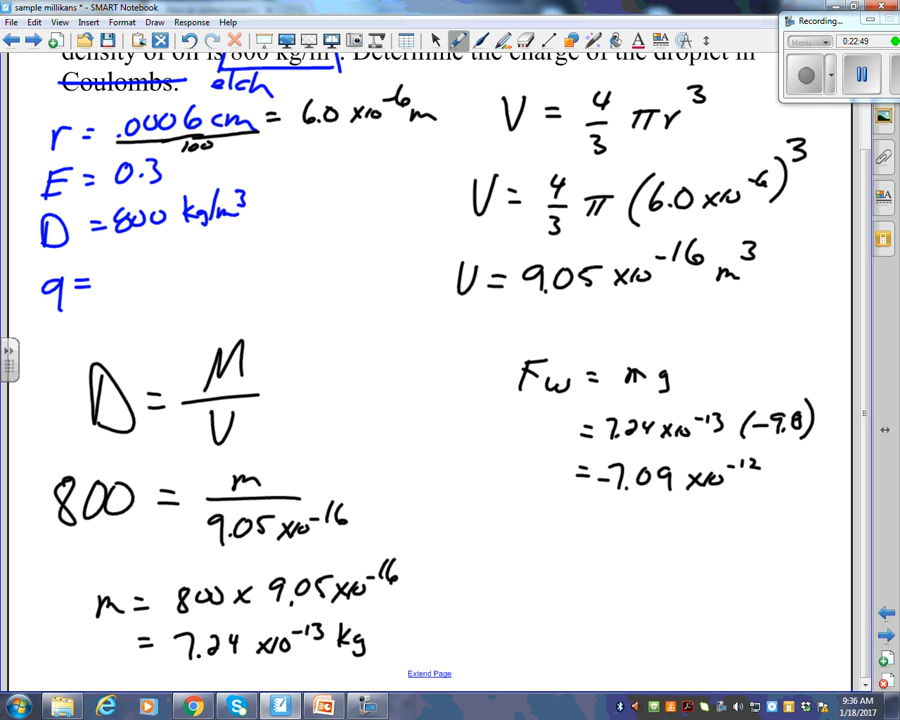 sample millikans * - SMART Notebook
File Edit View Insert Format Draw Response Help
Recording...
Menu
0:22:49
density of oil is 800 kg/m³. Determine the charge of the droplet in
Coulombs. etch
r = .0006 cm / 100 = 6.0 x10⁻⁶ m
E = 0.3
D = 800 kg/m³
q =
V = 4/3 πr³
V = 4/3 π (6.0 x10⁻⁶)³
V = 9.05 x10⁻¹⁶ m³
D = M/V
800 = m / 9.05 x10⁻¹⁶
m = 800 x 9.05 x10⁻¹⁶
= 7.24 x10⁻¹³ kg
Fw = mg
= 7.24 x10⁻¹³ (-9.8)
= -7.09 x10⁻¹²
Extend Page
9:36 AM
1/18/2017